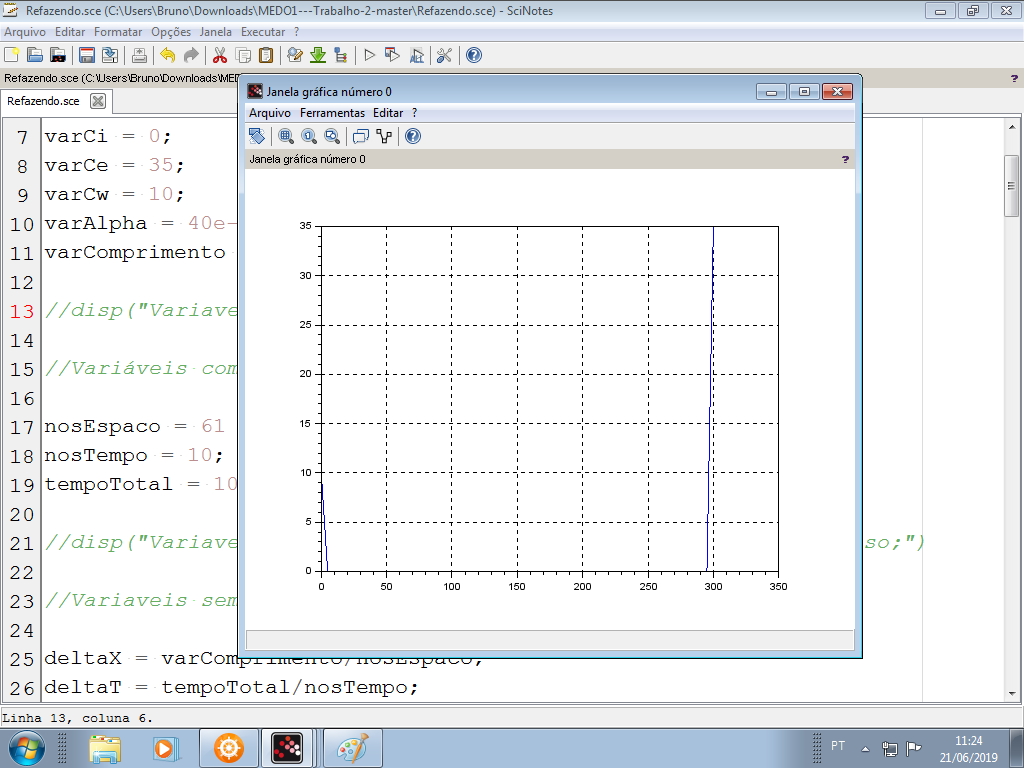 Refazendo.sce (C:\Users\Bruno\Downloads\MEDO1---Trabalho-2-master\Refazendo.sce) - SciNotes
Arquivo Editar Formatar Opções Janela Executar ?
Refazendo.sce (C:\Users\Bruno\Downloads\MED
?
Refazendo.sce
7 varCi = 0;
8 varCe = 35;
9 varCw = 10;
10 varAlpha = 40e-
11 varComprimento
12
13 //disp("Variave
14
15 //Variáveis com
16
17 nosEspaco = 61
18 nosTempo = 10;
19 tempoTotal = 10
20
21 //disp("Variave so;")
22
23 //Variaveis sem
24
25 deltaX = varComprimento/nosEspaco;
26 deltaT = tempoTotal/nosTempo;
Linha 13, coluna 6.
Janela gráfica número 0
Arquivo Ferramentas Editar ?
Janela gráfica número 0
?
35
30
25
20
15
10
5
0
0 50 100 150 200 250 300 350
PT
11:24
21/06/2019